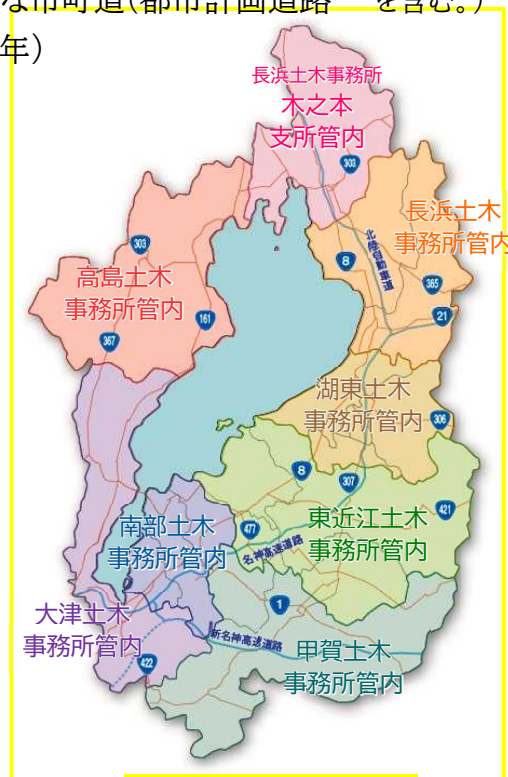 な市町道(都市計画道路 を含む。)
年)
長浜土木事務所
木之本
支所管内
303
長浜土木
事務所管内
北陸自動車道
8
365
21
303
高島土木
事務所管内
161
367
湖東土木
事務所管内
306
8
307
421
東近江土木
事務所管内
477
名神高速道路
南部土木
事務所管内
1
大津土木
事務所管内
新名神高速道路
422
甲賀土木
事務所管内